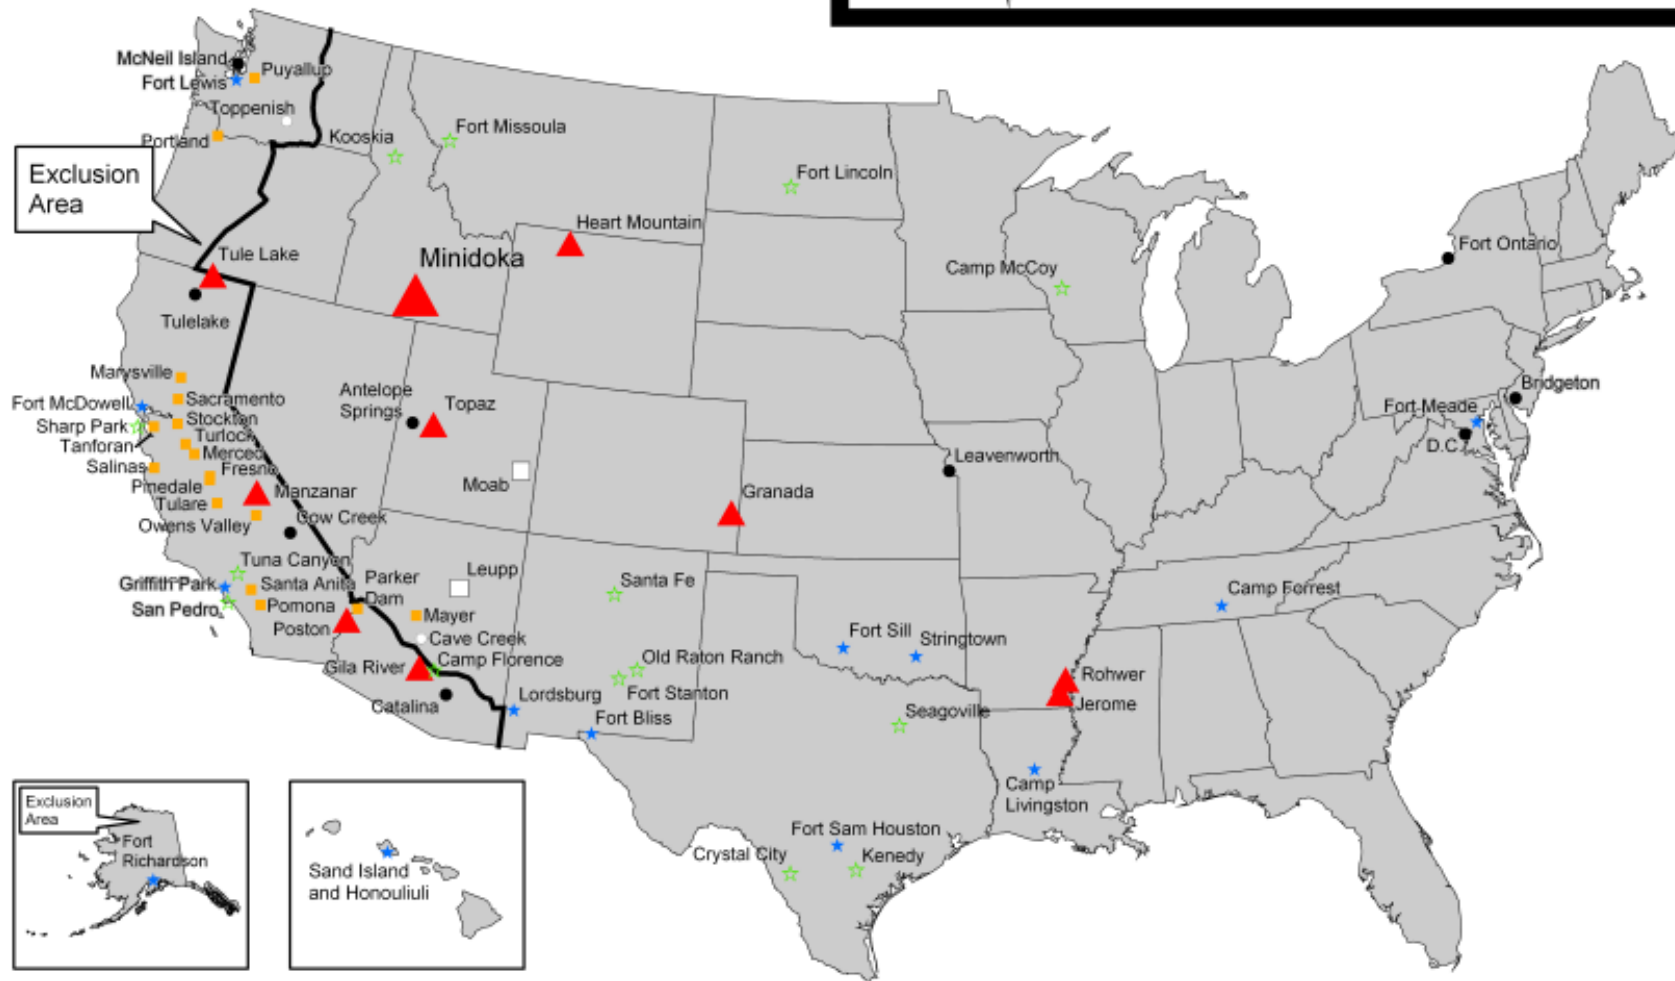 McNeil Island
Puyallup
Fort Lewis
Toppenish
Portland
Kooskia
Fort Missoula
Fort Lincoln
Exclusion
Area
Heart Mountain
Tule Lake
Minidoka
Camp McCoy
Fort Ontario
Tulelake
Marysville
Antelope
Springs
Topaz
Bridgeton
Fort McDowell
Sacramento
Fort Meade
Sharp Park
Stockton
Tanforan
Turlock
D.C.
Merced
Leavenworth
Salinas
Fresno
Moab
Pinedale
Manzanar
Granada
Tulare
Owens Valley
Cow Creek
Tuna Canyon
Leupp
Santa Fe
Griffith Park
Santa Anita
Parker
Dam
Camp Forrest
San Pedro
Pomona
Mayer
Poston
Cave Creek
Fort Sill
Stringtown
Gila River
Camp Florence
Old Raton Ranch
Rohwer
Fort Stanton
Jerome
Catalina
Lordsburg
Fort Bliss
Seagoville
Camp
Livingston
Exclusion
Area
Fort
Richardson
Sand Island
and Honouliuli
Fort Sam Houston
Crystal City
Kenedy